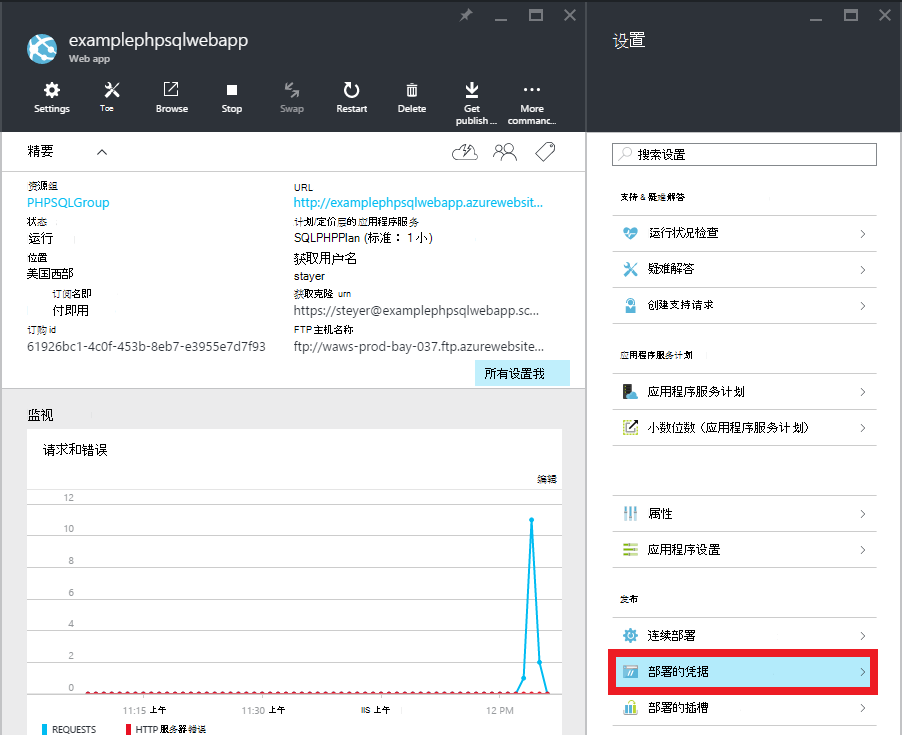 examplephpsqlwebapp
Web app
Settings
Toe
Browse
Stop
Swap
Restart
Delete
Get publish ...
More commanc...
精要
资源组
PHPSQLGroup
状态
运行
位置
美国西部
订阅名即
付即用
订购 id
61926bc1-4c0f-453b-8eb7-e3955e7d7f93
URL
http://examplephpsqlwebapp.azurewebsit...
计划/定价层的应用程序服务
SQLPHPPlan (标准： 1 小)
获取用户名
stayer
获取克隆 urn
https://steyer@examplephpsqlwebapp.sc...
FTP 主机名称
ftp://waws-prod-bay-037.ftp.azurewebsite...
所有设置我
监视
请求和错误
编辑
12
10
8
6
4
2
0
11:15 上午
11:30 上午
IIS 上午
12 PM
REQUESTS
HTTP 服务器错误
设置
搜索设置
支持 & 疑难解答
运行状况检查
疑难解答
创建支持请求
应用程序服务计划
应用程序服务计划
小数位数（应用程序服务计划）
属性
应用程序设置
发布
连续部署
部署的凭据
部署的插槽